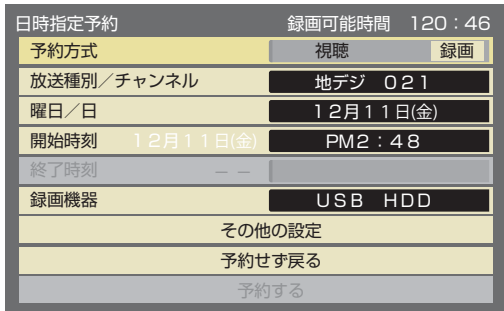 日時指定予約 録画可能時間 120:46
予約方式 視聴 録画
放送種別/チャンネル 地デジ 021
曜日/日 12月11日(金)
開始時刻 12月11日(金) PM2:48
終了時刻 --
録画機器 USB HDD
その他の設定
予約せず戻る
予約する